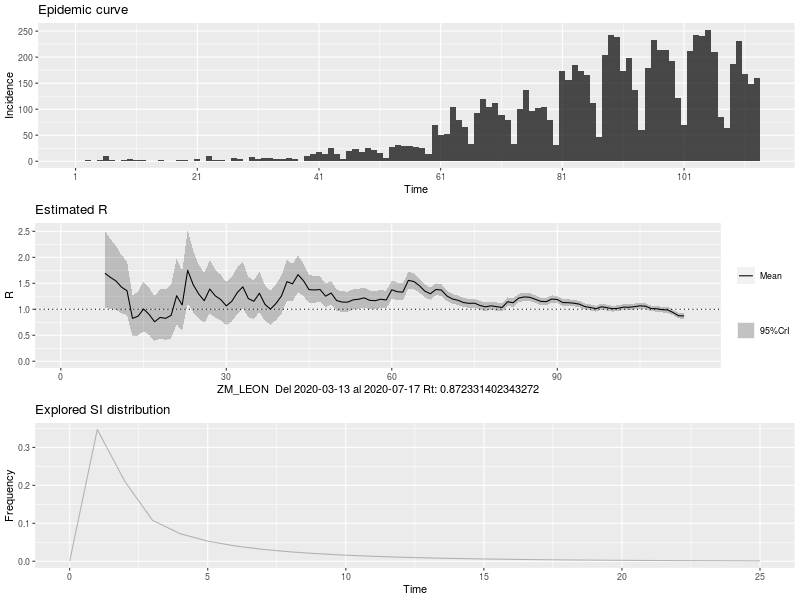 Epidemic curve
250
200
150
100
50
0
Incidence
1 21 41 61 81 101
Time
Estimated R
2.5
2.0
1.5
1.0
0.5
0.0
R
Mean
95%CrI
0 30 60 90
ZM_LEON Del 2020-03-13 al 2020-07-17 Rt: 0.872331402343272
Explored SI distribution
0.3
0.2
0.1
0.0
Frequency
0 5 10 15 20 25
Time